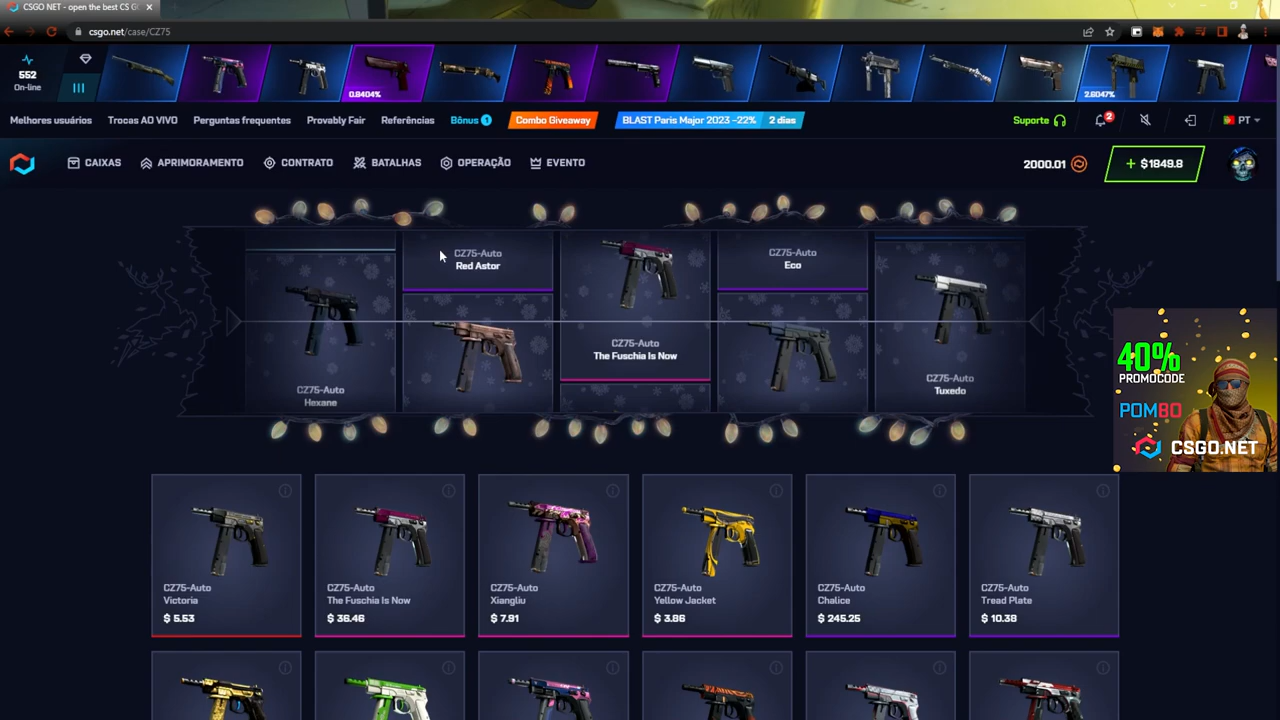 CSGO NET - open the best CS G
csgo.net/case/CZ75
552
On-line
0.6404%
2.6047%
Melhores usuários
Trocas AO VIVO
Perguntas frequentes
Provably Fair
Referências
Bônus 1
Combo Giveaway
BLAST Paris Major 2023 -22%
2 dias
Suporte
2
PT
CAIXAS
APRIMORAMENTO
CONTRATO
BATALHAS
OPERAÇÃO
EVENTO
2000.01
+ $1849.8
CZ75-Auto
Hexane
CZ75-Auto
Red Astor
CZ75-Auto
The Fuschia Is Now
CZ75-Auto
Eco
CZ75-Auto
Tuxedo
40%
PROMOCODE
POMBO
CSGO.NET
CZ75-Auto
Victoria
$ 5.53
CZ75-Auto
The Fuschia Is Now
$ 36.46
CZ75-Auto
Xiangliu
$ 7.91
CZ75-Auto
Yellow Jacket
$ 3.86
CZ75-Auto
Chalice
$ 245.25
CZ75-Auto
Tread Plate
$ 10.38